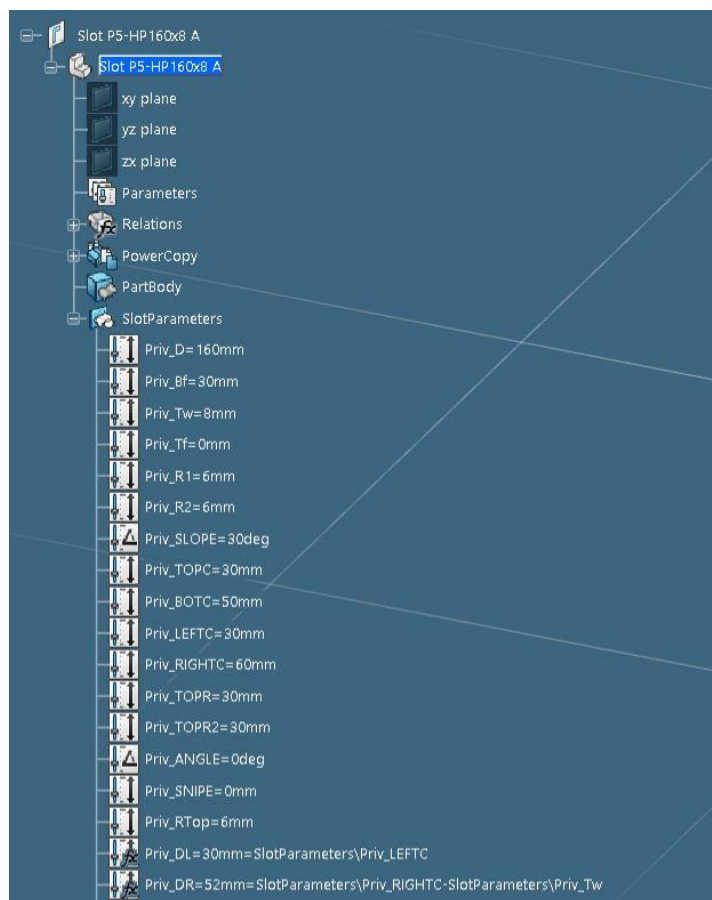 Slot P5-HP160x8 A
Slot P5-HP160x8 A
xy plane
yz plane
zx plane
Parameters
Relations
PowerCopy
PartBody
SlotParameters
Priv_D=160mm
Priv_Bf=30mm
Priv_Tw=8mm
Priv_Tf=0mm
Priv_R1=6mm
Priv_R2=6mm
Priv_SLOPE=30deg
Priv_TOPC=30mm
Priv_BOTC=50mm
Priv_LEFTC=30mm
Priv_RIGHTC=60mm
Priv_TOPR=30mm
Priv_TOPR2=30mm
Priv_ANGLE=0deg
Priv_SNIPE=0mm
Priv_RTop=6mm
Priv_DL=30mm=SlotParameters\Priv_LEFTC
Priv_DR=52mm=SlotParameters\Priv_RIGHTC-SlotParameters\Priv_Tw